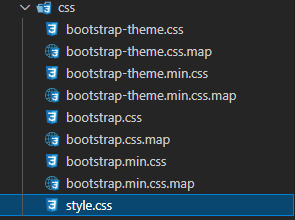 css
bootstrap-theme.css
bootstrap-theme.css.map
bootstrap-theme.min.css
bootstrap-theme.min.css.map
bootstrap.css
bootstrap.css.map
bootstrap.min.css
bootstrap.min.css.map
style.css